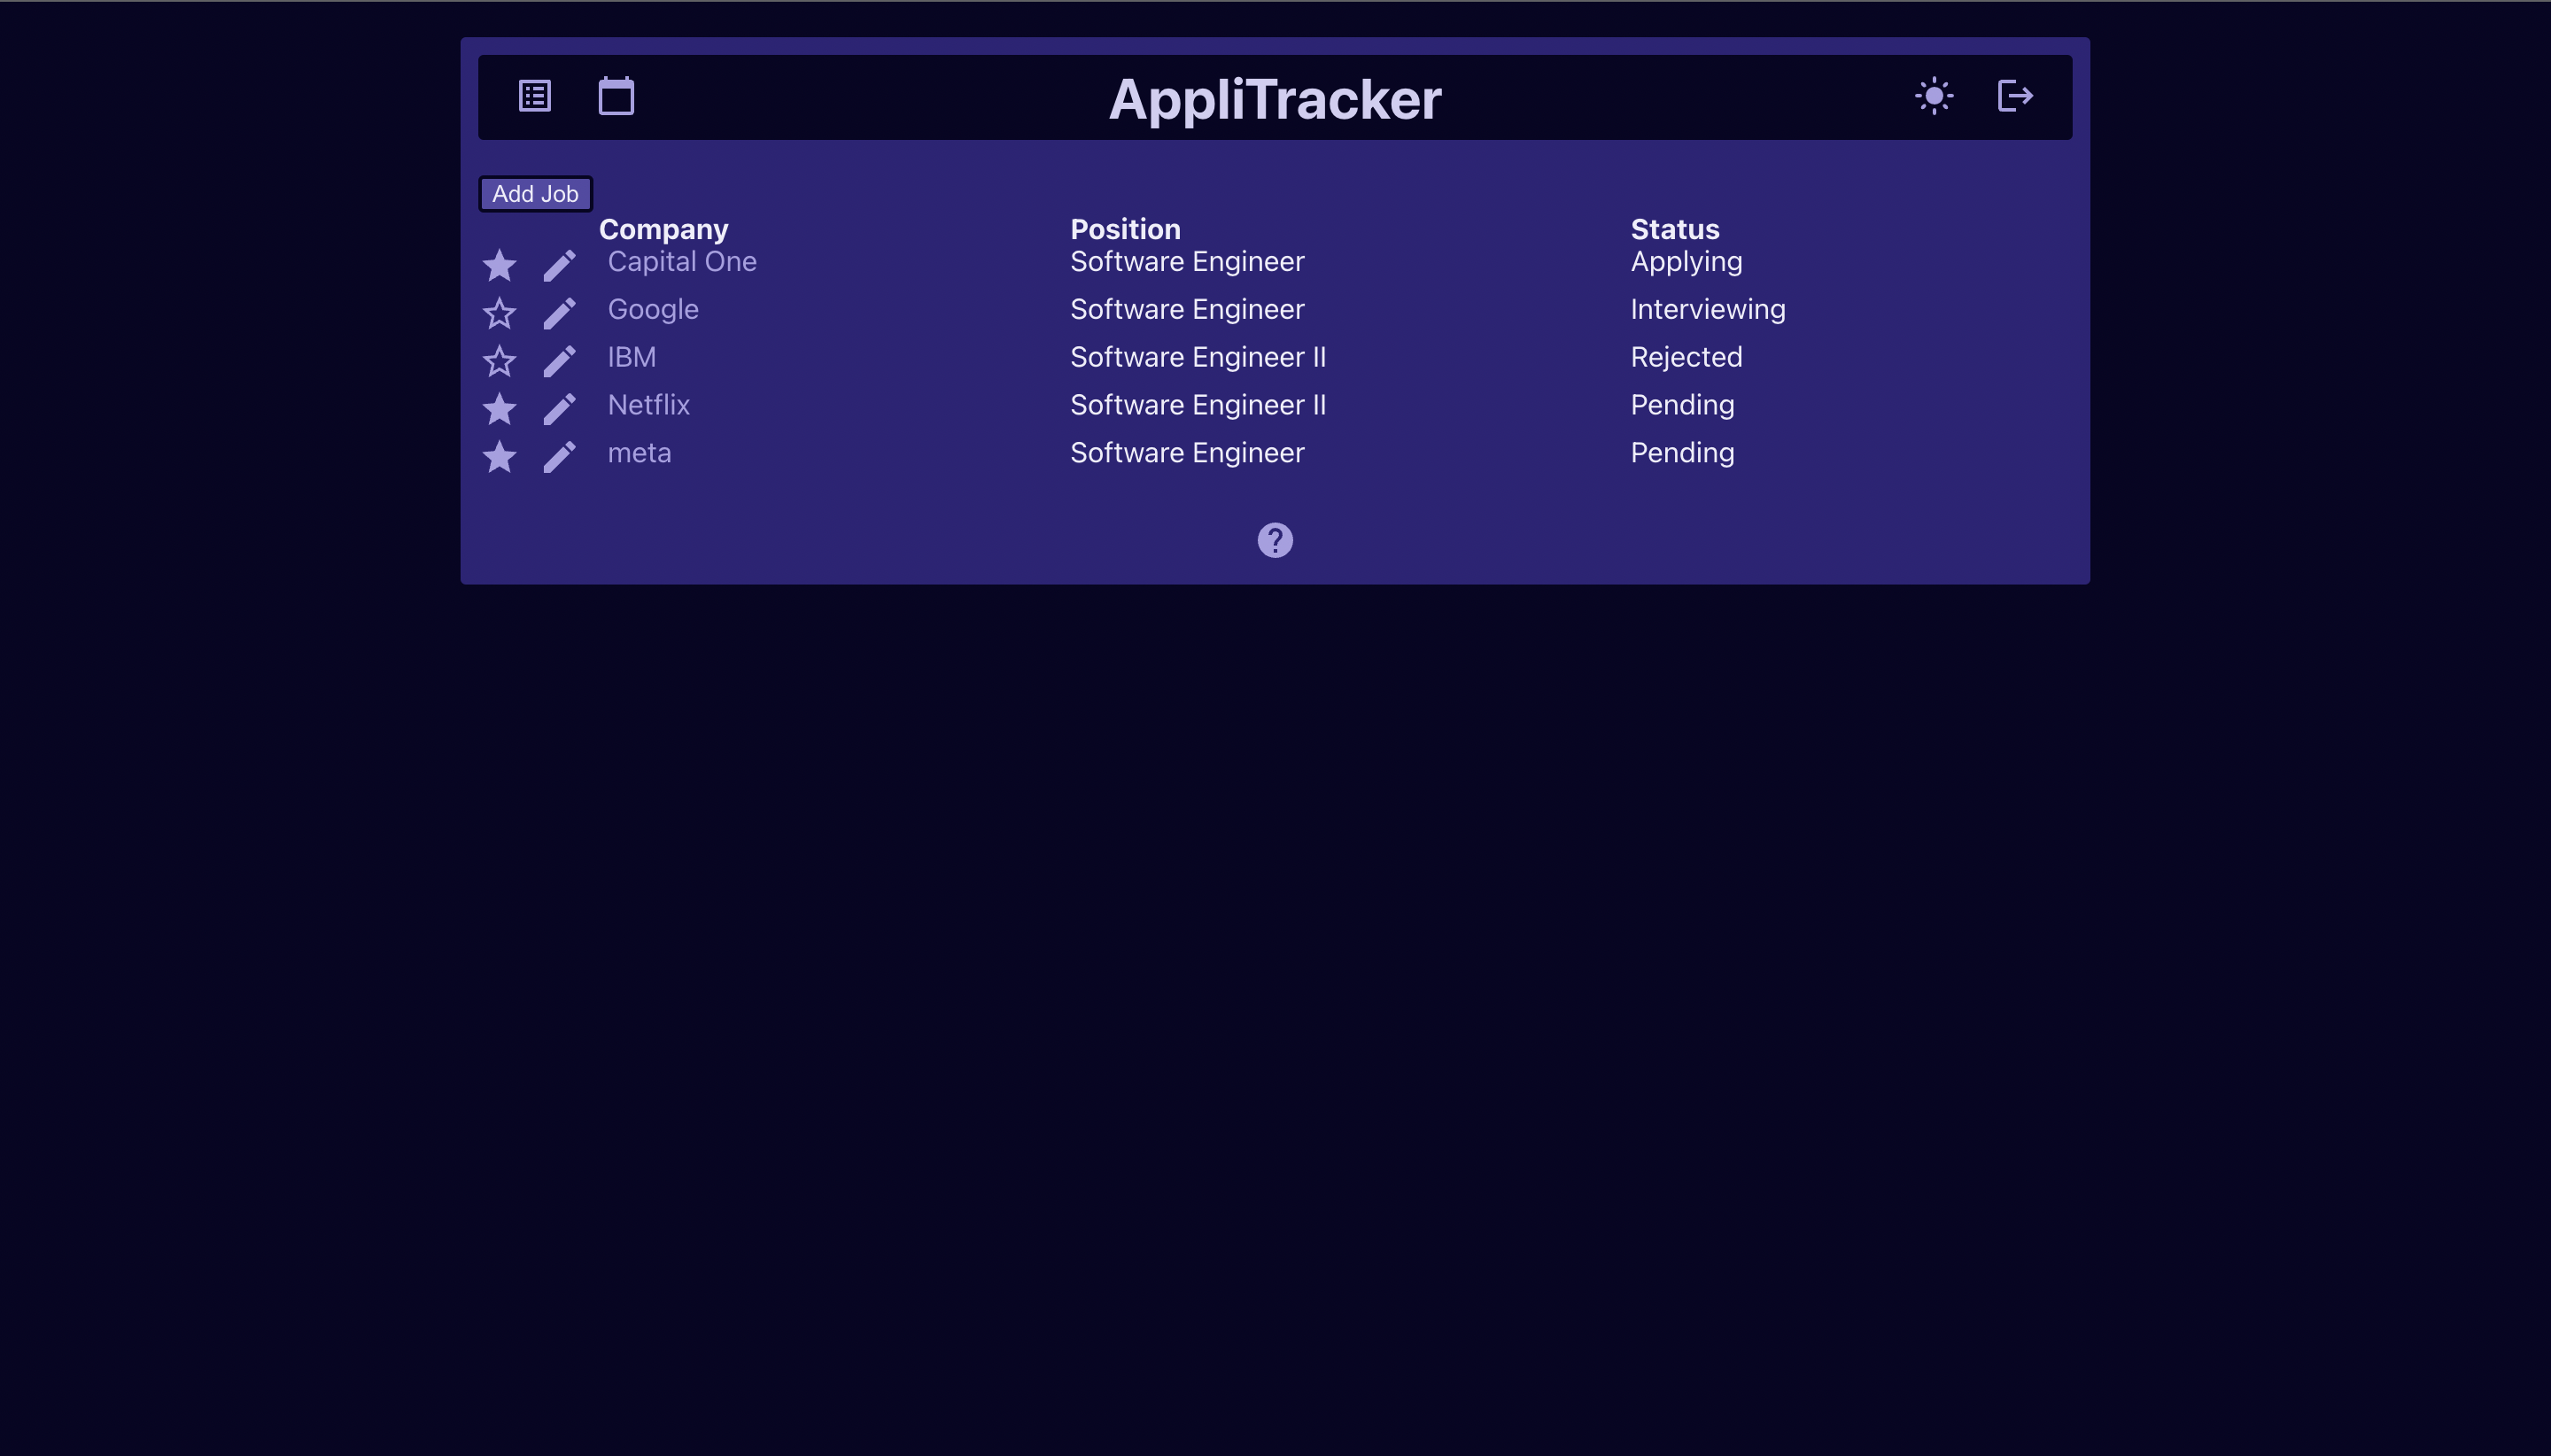 AppliTracker
Add Job
Company Position Status
Capital One Software Engineer Applying
Google Software Engineer Interviewing
IBM Software Engineer II Rejected
Netflix Software Engineer II Pending
meta Software Engineer Pending
?